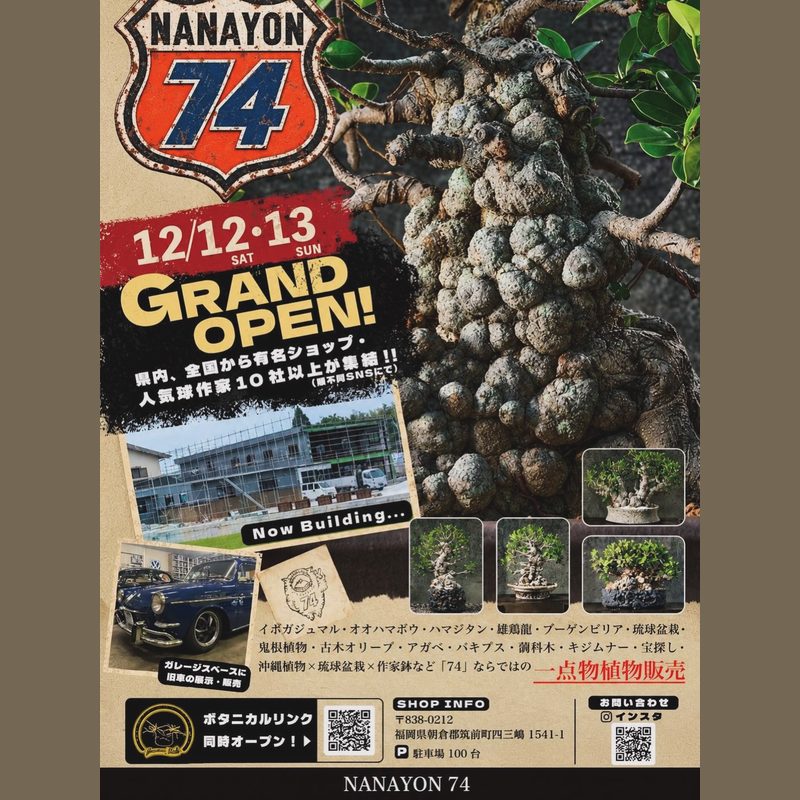 NANAYON
74
12/12・13
SAT SUN
GRAND
OPEN!
県内、全国から有名ショップ・
人気球作家10社以上が集結!!
Now Building...
74
ガレージスペースに
旧車の展示・販売
イボガジュマル・オオハマボウ・ハマジタン・雄鶏龍・ブーゲンビリア・琉球盆栽・
鬼根植物・古木オリーブ・アガベ・パキプス・蘭科木・キジムナー・宝探し・
沖縄植物×琉球盆栽×作家鉢など「74」ならではの一点物植物販売
ボタニカルリンク
同時オープン!▶
SHOP INFO
〒838-0212
福岡県朝倉郡筑前町四三嶋 1541-1
P 駐車場 100台
お問い合わせ
インスタ
NANAYON 74